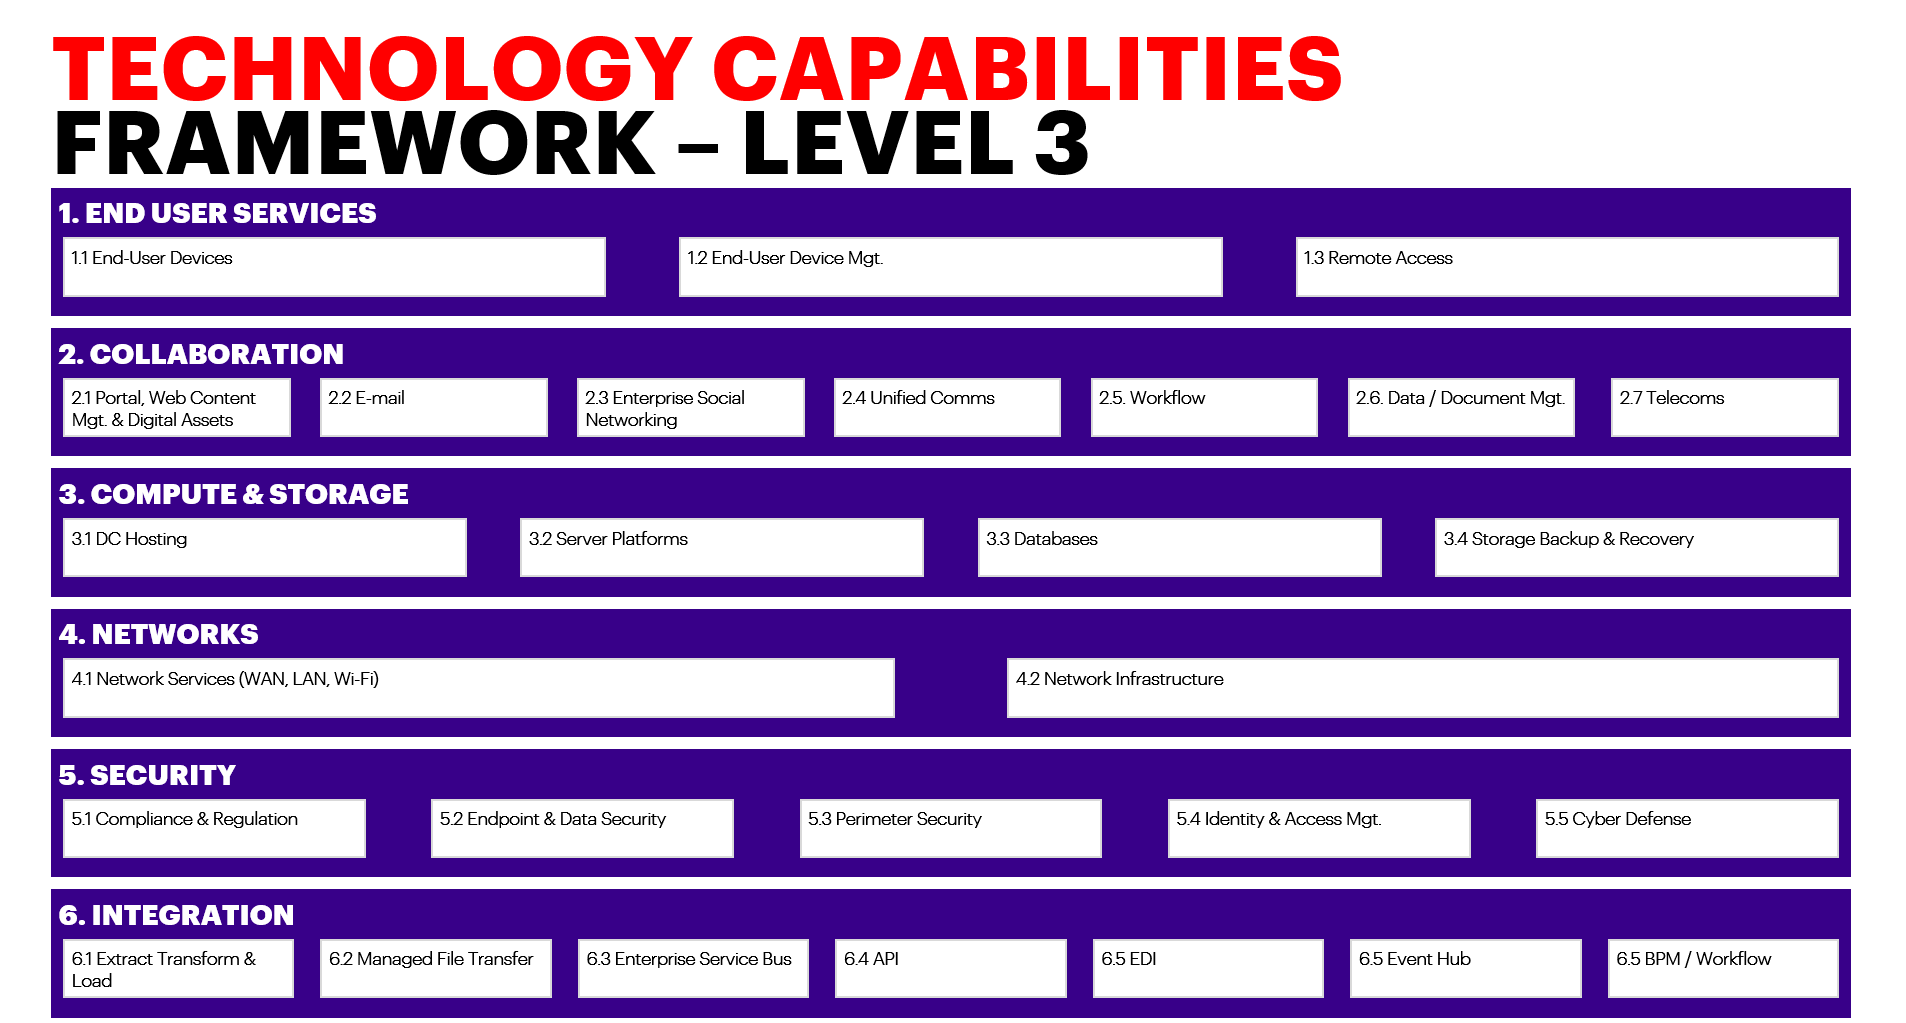 TECHNOLOGY CAPABILITIES
FRAMEWORK – LEVEL 3
1. END USER SERVICES
1.1 End-User Devices
1.2 End-User Device Mgt.
1.3 Remote Access
2. COLLABORATION
2.1 Portal, Web Content
Mgt. & Digital Assets
2.2 E-mail
2.3 Enterprise Social
Networking
2.4 Unified Comms
2.5. Workflow
2.6. Data / Document Mgt.
2.7 Telecoms
3. COMPUTE & STORAGE
3.1 DC Hosting
3.2 Server Platforms
3.3 Databases
3.4 Storage Backup & Recovery
4. NETWORKS
4.1 Network Services (WAN, LAN, Wi-Fi)
4.2 Network Infrastructure
5. SECURITY
5.1 Compliance & Regulation
5.2 Endpoint & Data Security
5.3 Perimeter Security
5.4 Identity & Access Mgt.
5.5 Cyber Defense
6. INTEGRATION
6.1 Extract Transform &
Load
6.2 Managed File Transfer
6.3 Enterprise Service Bus
6.4 API
6.5 EDI
6.5 Event Hub
6.5 BPM / Workflow